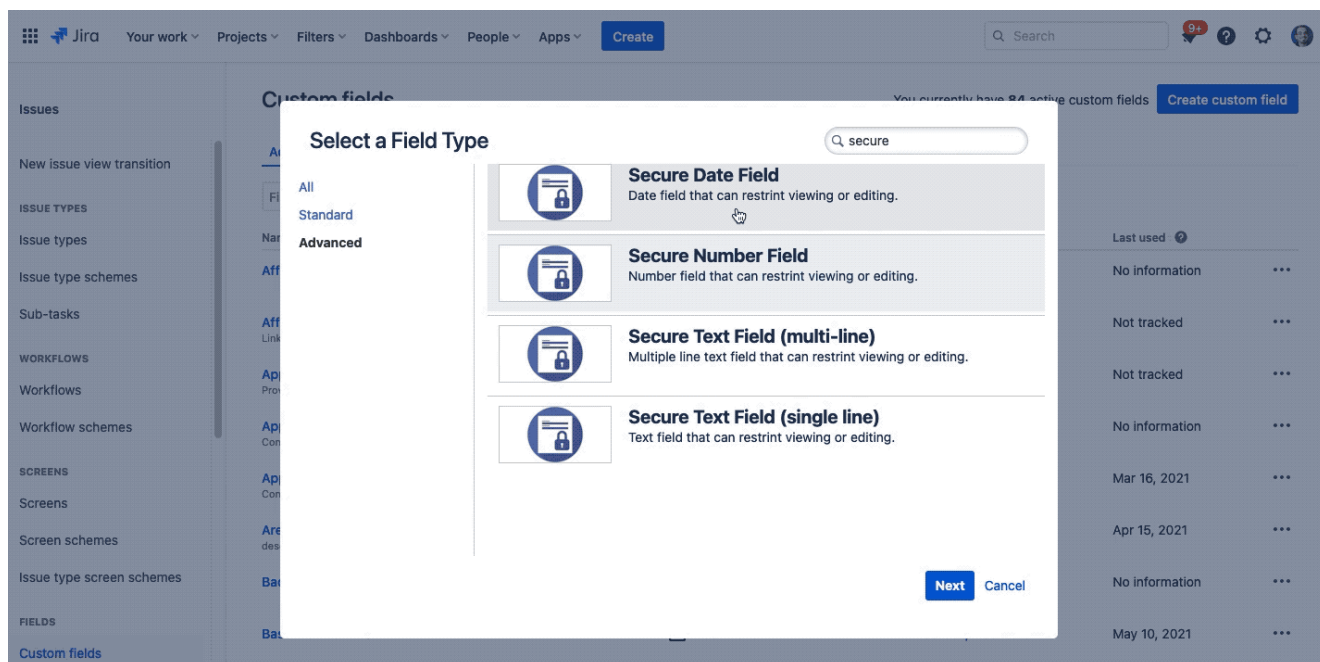 Jira Your work Projects Filters Dashboards People Apps Create Search 9+
Issues
New issue view transition
ISSUE TYPES
Issue types
Issue type schemes
Sub-tasks
WORKFLOWS
Workflows
Workflow schemes
SCREENS
Screens
Screen schemes
Issue type screen schemes
FIELDS
Custom fields
Custom fields
You currently have 84 active custom fields
Create custom field
Select a Field Type
secure
All
Standard
Advanced
Secure Date Field
Date field that can restrint viewing or editing.
Secure Number Field
Number field that can restrint viewing or editing.
Secure Text Field (multi-line)
Multiple line text field that can restrint viewing or editing.
Secure Text Field (single line)
Text field that can restrint viewing or editing.
Next Cancel
Last used
No information
Not tracked
Not tracked
No information
Mar 16, 2021
Apr 15, 2021
No information
May 10, 2021